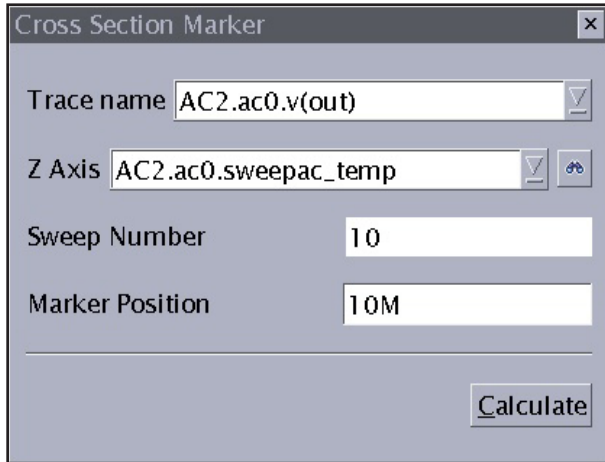 Cross Section Marker
Trace name AC2.ac0.v(out)
Z Axis AC2.ac0.sweepac_temp
Sweep Number 10
Marker Position 10M
Calculate